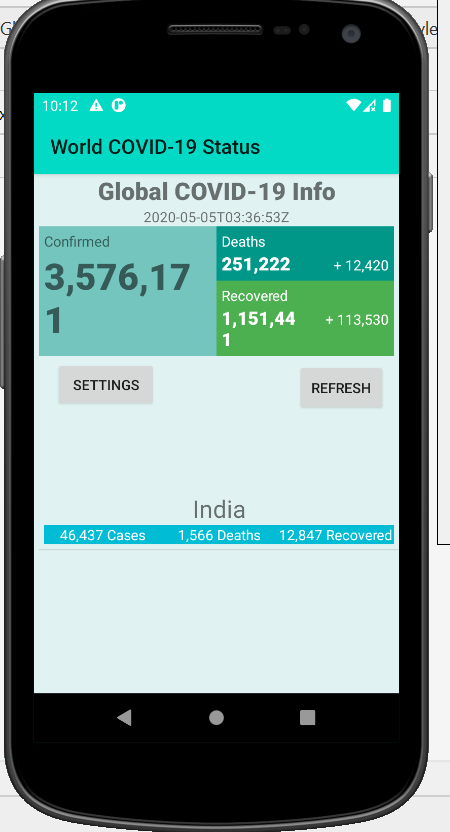 10:12
World COVID-19 Status
Global COVID-19 Info
2020-05-05T03:36:53Z
Confirmed
3,576,17
1
Deaths
251,222 + 12,420
Recovered
1,151,44 + 113,530
1
SETTINGS REFRESH
India
46,437 Cases 1,566 Deaths 12,847 Recovered